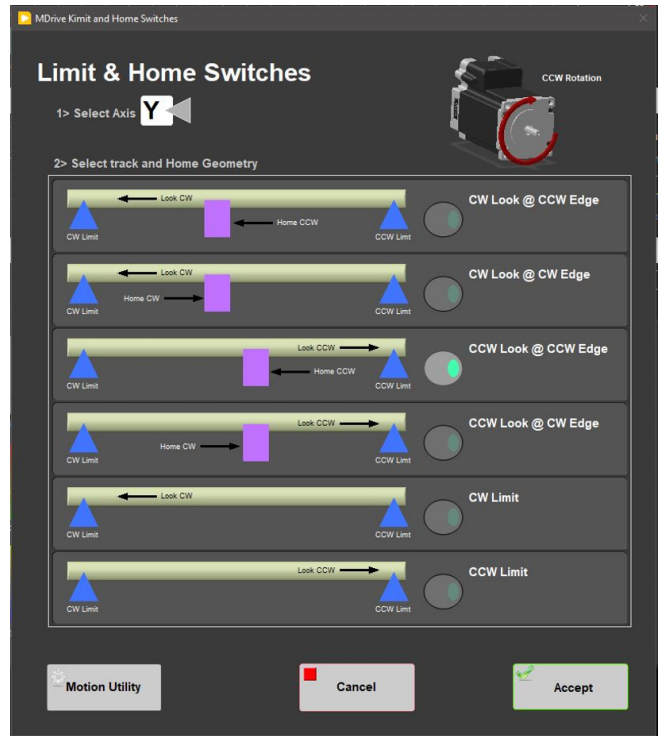 MDrive Kimit and Home Switches
Limit & Home Switches
CCW Rotation
1> Select Axis Y
2> Select track and Home Geometry
Look CW
Home CCW
CW Limit
CCW Limt
CW Look @ CCW Edge
Look CW
Home CW
CW Limit
CCW Limt
CW Look @ CW Edge
Look CCW
Home CCW
CW Limit
CCW Limt
CCW Look @ CCW Edge
Look CCW
Home CW
CW Limit
CCW Limt
CCW Look @ CW Edge
Look CW
CW Limit
CCW Limt
CW Limit
Look CCW
CW Limit
CCW Limt
CCW Limit
Motion Utility
Cancel
Accept